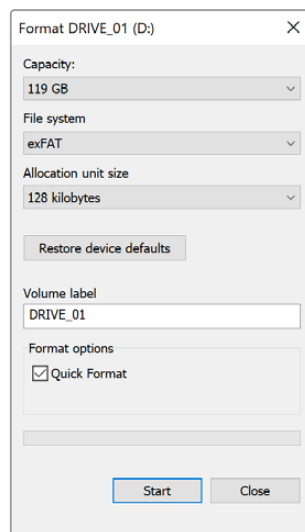 Format DRIVE_01 (D:)
Capacity:
119 GB
File system
exFAT
Allocation unit size
128 kilobytes
Restore device defaults
Volume label
DRIVE_01
Format options
Quick Format
Start Close